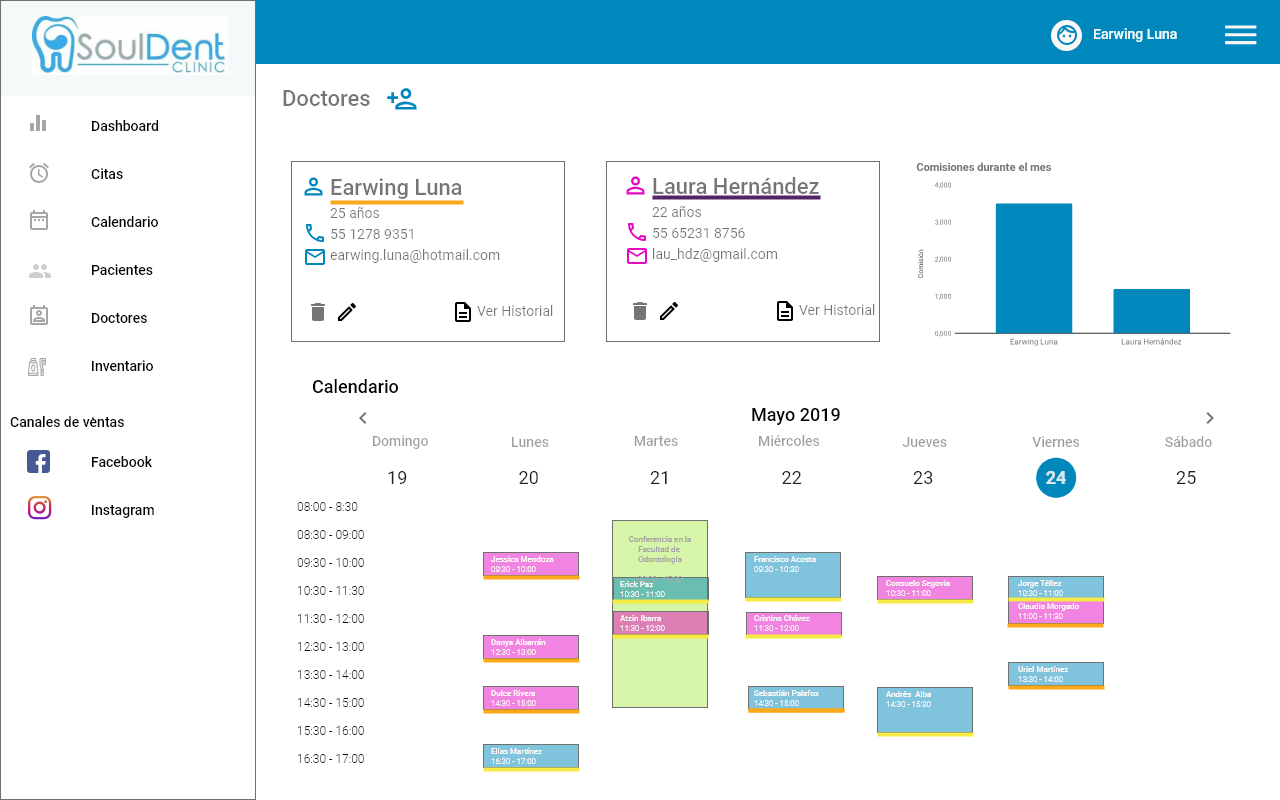 SoulDent
CLINIC
Earwing Luna
Dashboard
Citas
Calendario
Pacientes
Doctores
Inventario
Canales de ventas
Facebook
Instagram
Doctores
Earwing Luna
25 años
55 1278 9351
earwing.luna@hotmail.com
Ver Historial
Laura Hernández
22 años
55 65231 8756
lau_hdz@gmail.com
Ver Historial
Comisiones durante el mes
4,000
3,000
2,000
1,000
0,000
Comisión
Earwing Luna
Laura Hernández
Calendario
Mayo 2019
Domingo Lunes Martes Miércoles Jueves Viernes Sábado
19 20 21 22 23 24 25
08:00 - 8:30
08:30 - 09:00
09:30 - 10:00
10:30 - 11:30
11:30 - 12:00
12:30 - 13:00
13:30 - 14:00
14:30 - 15:00
15:30 - 16:00
16:30 - 17:00
Jessica Mendoza
09:30 - 10:00
Danya Albarrán
12:30 - 13:00
Dulce Rivera
14:30 - 15:00
Elías Martínez
16:30 - 17:00
Conferencia en la
Facultad de
Odontología
Erick Paz
10:30 - 11:00
Atzin Ibarra
11:30 - 12:00
Francisco Acosta
09:30 - 10:30
Cristina Chávez
11:30 - 12:00
Sebastián Palafox
14:30 - 15:00
Consuelo Segovía
10:30 - 11:00
Andrés Alba
14:30 - 15:30
Jorge Téllez
10:30 - 11:00
Claudia Morgado
11:00 - 11:30
Uriel Martínez
13:30 - 14:00